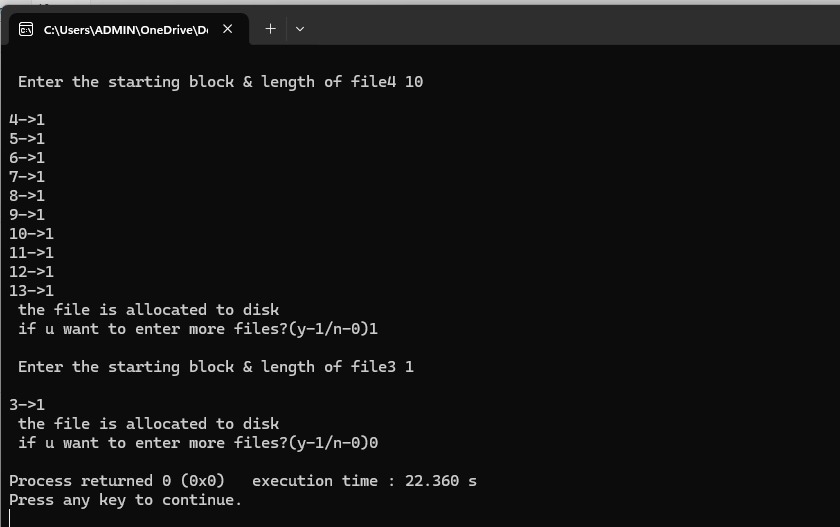 C:\Users\ADMIN\OneDrive\De
Enter the starting block & length of file4 10
4->1
5->1
6->1
7->1
8->1
9->1
10->1
11->1
12->1
13->1
the file is allocated to disk
if u want to enter more files?(y-1/n-0)1
Enter the starting block & length of file3 1
3->1
the file is allocated to disk
if u want to enter more files?(y-1/n-0)0
Process returned 0 (0x0)   execution time : 22.360 s
Press any key to continue.